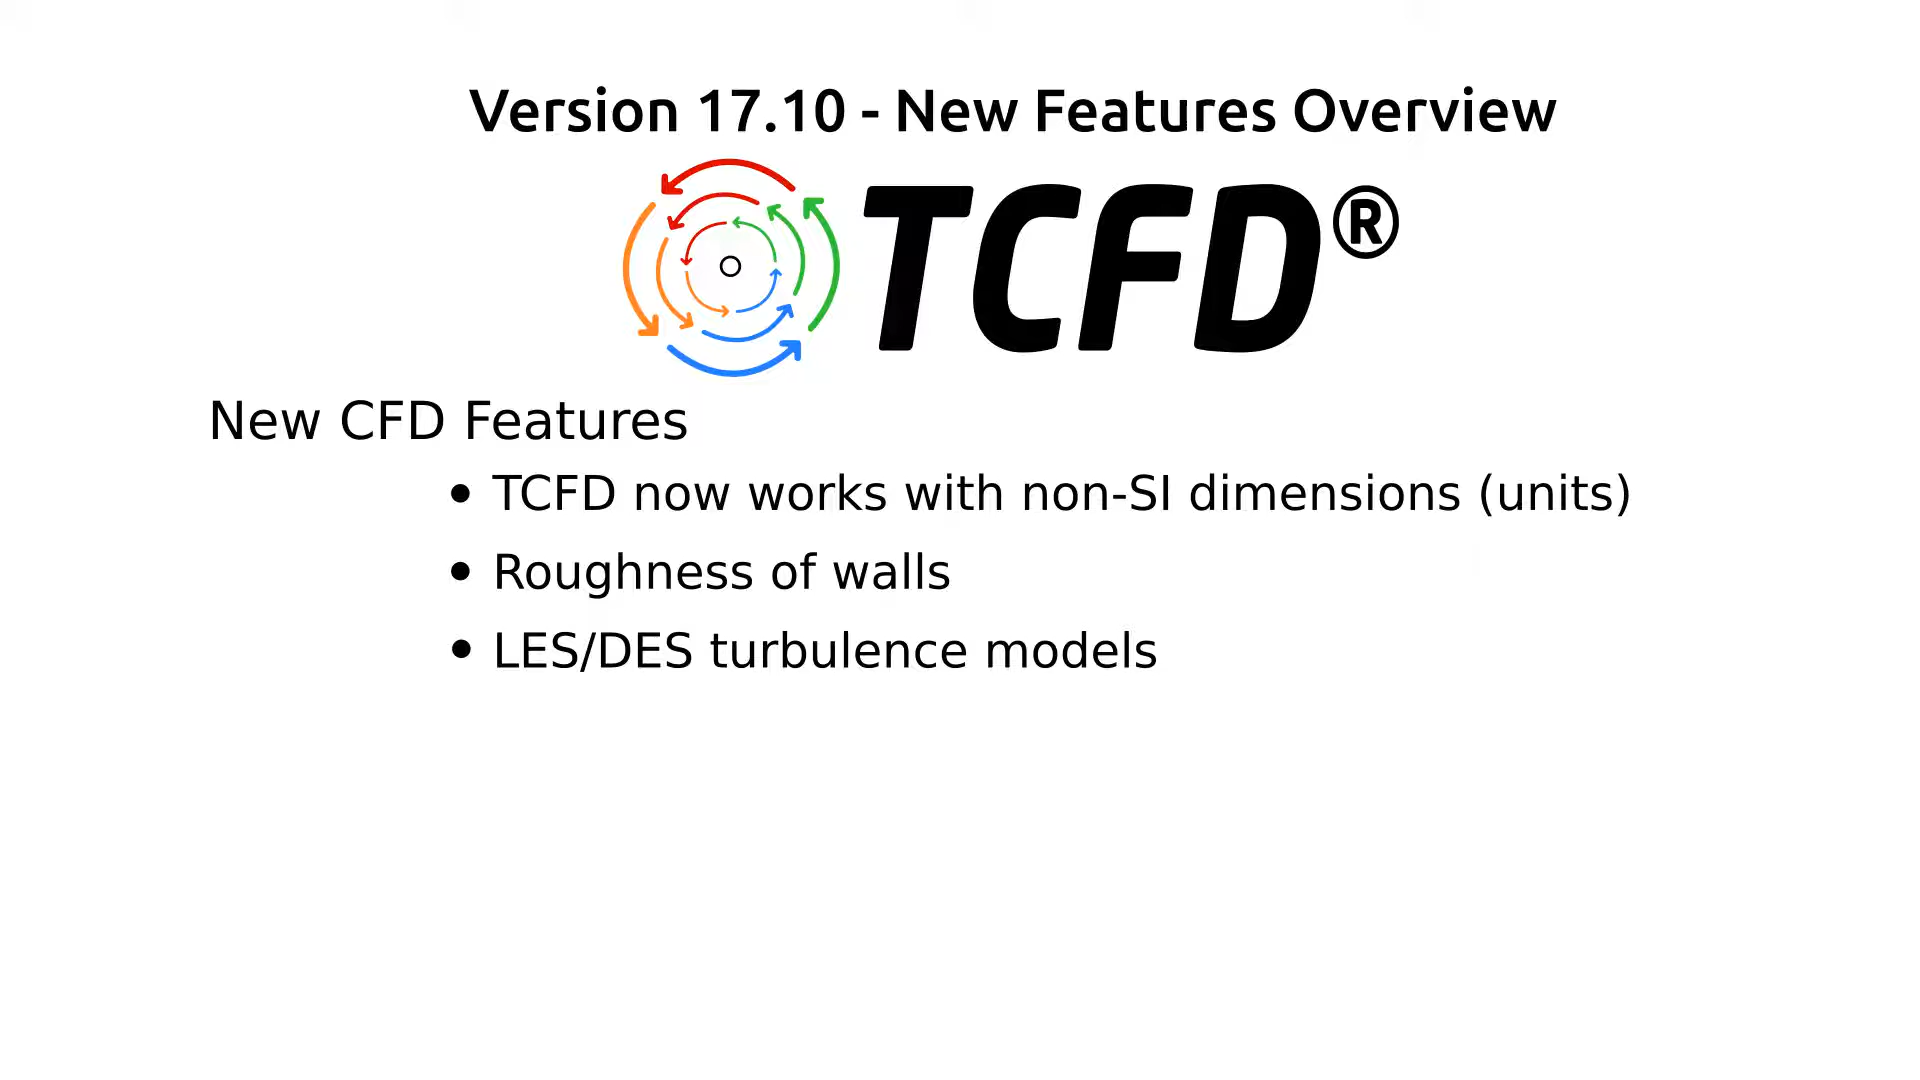 Version 17.10 - New Features Overview
TCFD®
New CFD Features
• TCFD now works with non-SI dimensions (units)
• Roughness of walls
• LES/DES turbulence models